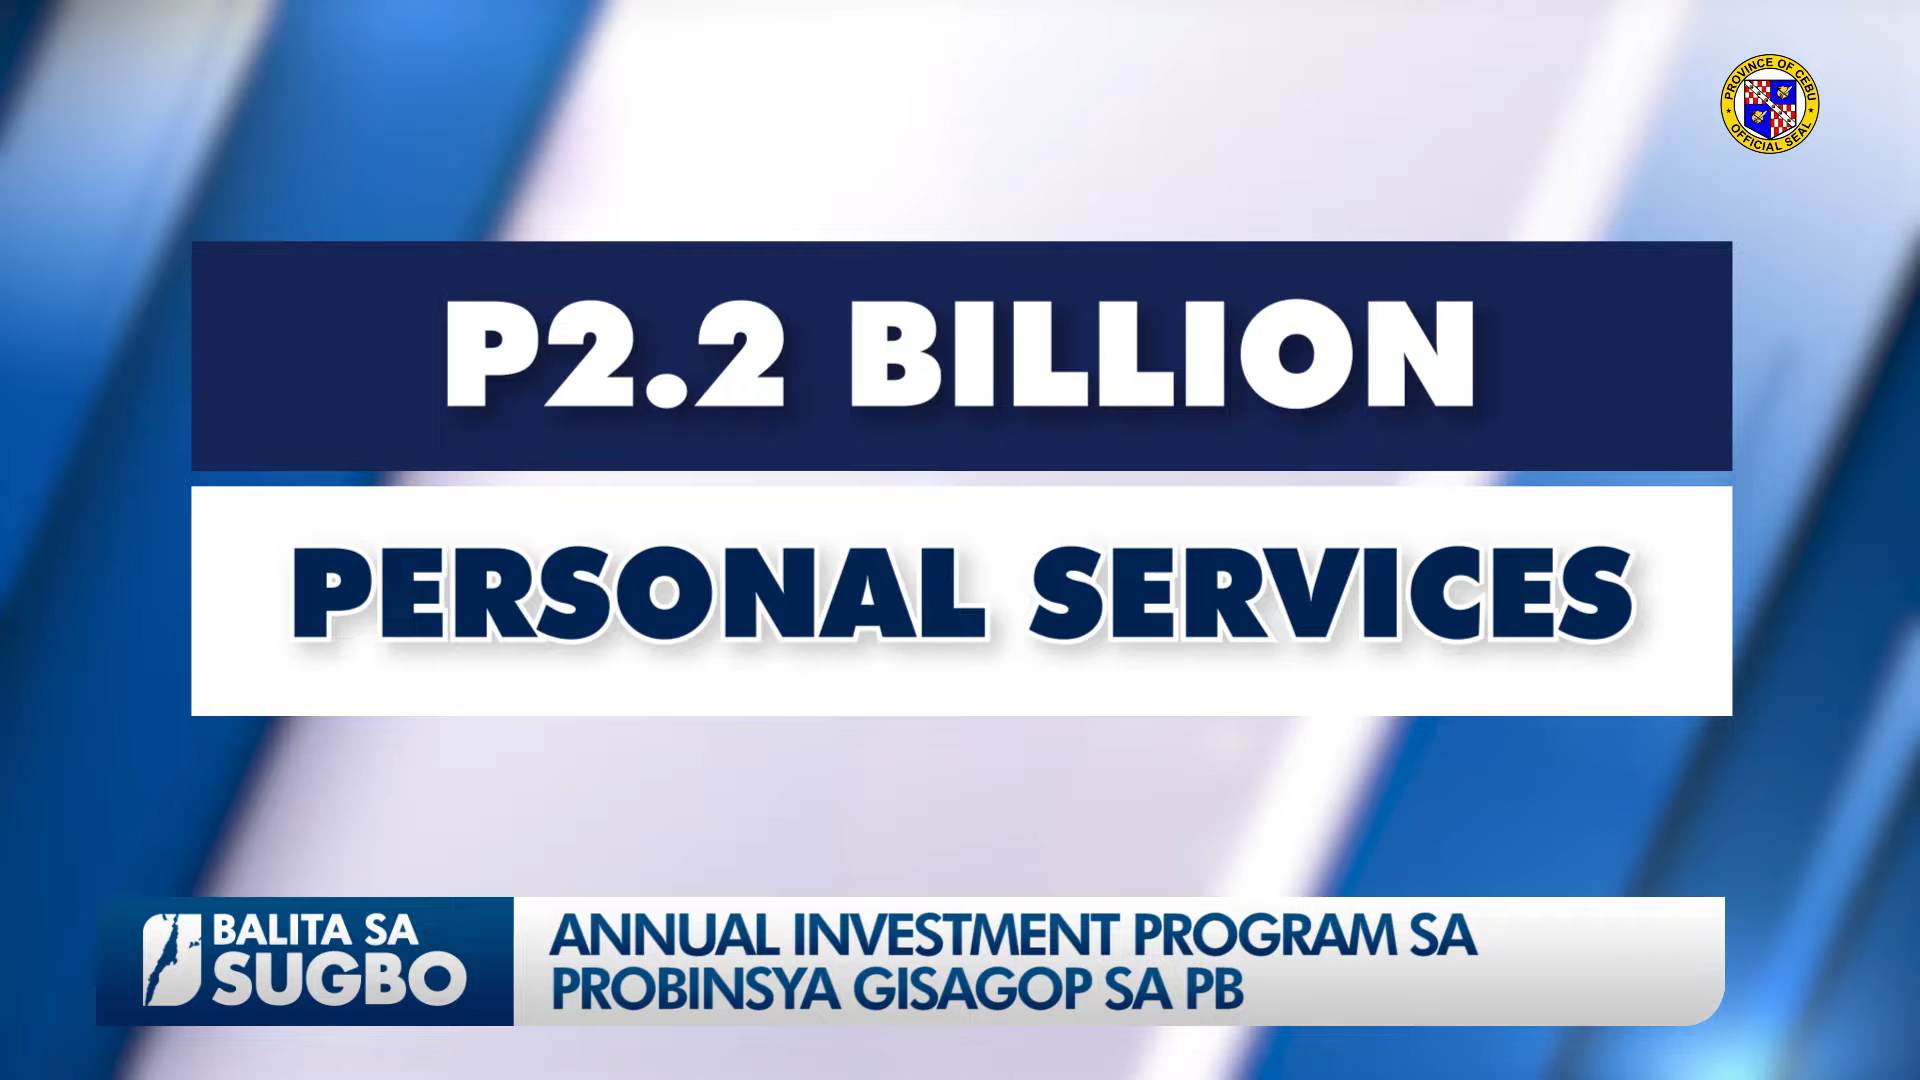 PROVINCE OF CEBU
OFFICIAL SEAL
P2.2 BILLION
PERSONAL SERVICES
BALITA SA
SUGBO
ANNUAL INVESTMENT PROGRAM SA
PROBINSYA GISAGOP SA PB